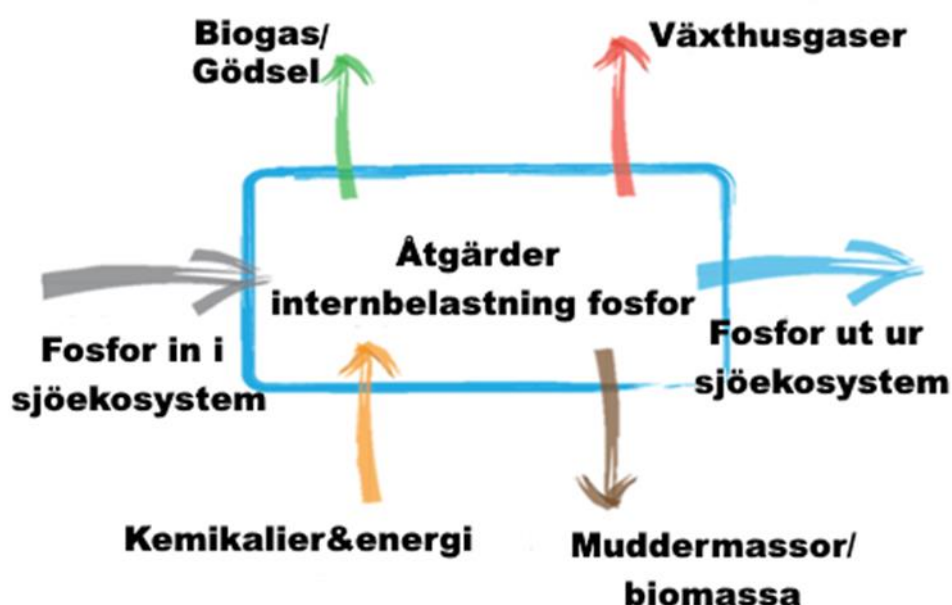 Biogas/
Gödsel
Växthusgaser
Åtgärder
internbelastning fosfor
Fosfor in i
sjöekosystem
Fosfor ut ur
sjöekosystem
Kemikalier&energi
Muddermassor/
biomassa